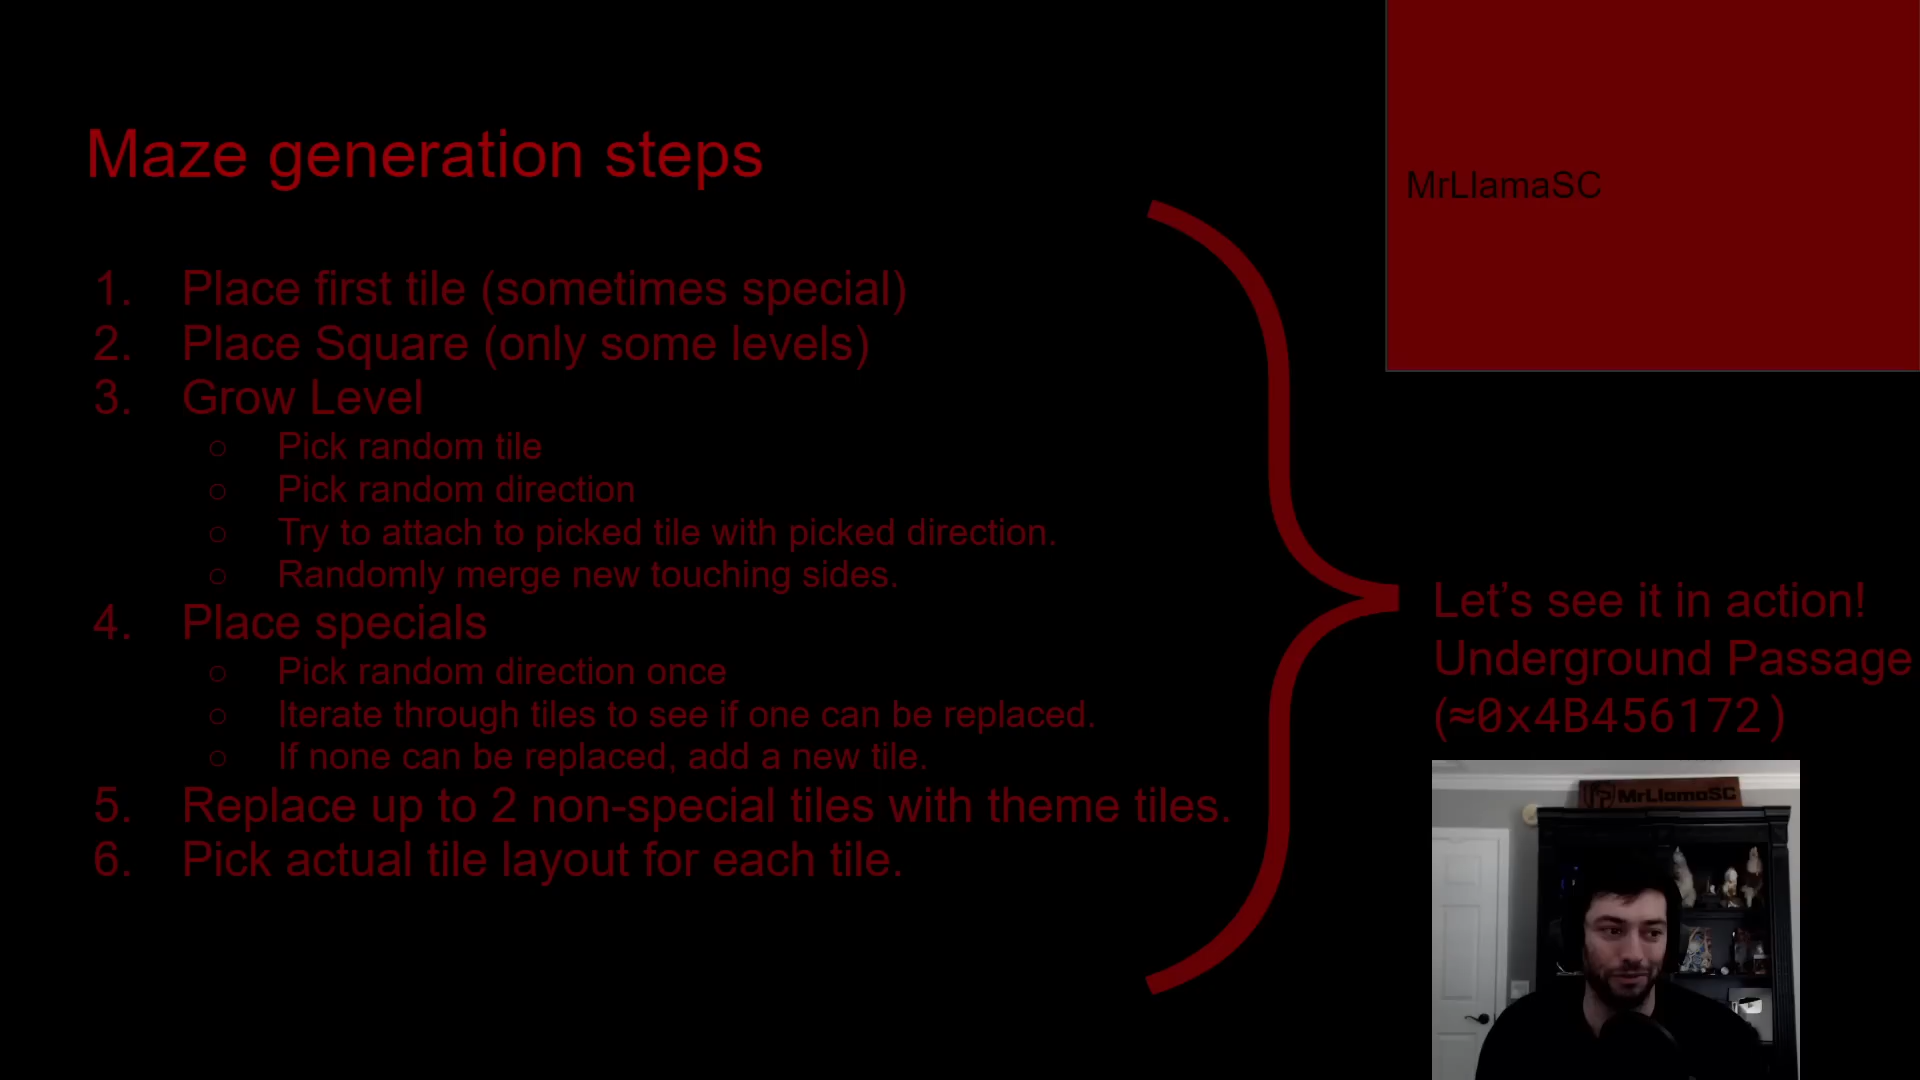 Maze generation steps
MrLlamaSC
1. Place first tile (sometimes special)
2. Place Square (only some levels)
3. Grow Level
○ Pick random tile
○ Pick random direction
○ Try to attach to picked tile with picked direction.
○ Randomly merge new touching sides.
4. Place specials
○ Pick random direction once
○ Iterate through tiles to see if one can be replaced.
○ If none can be replaced, add a new tile.
5. Replace up to 2 non-special tiles with theme tiles.
6. Pick actual tile layout for each tile.
Let's see it in action!
Underground Passage
(≈0x4B456172)
MrLlamaSC